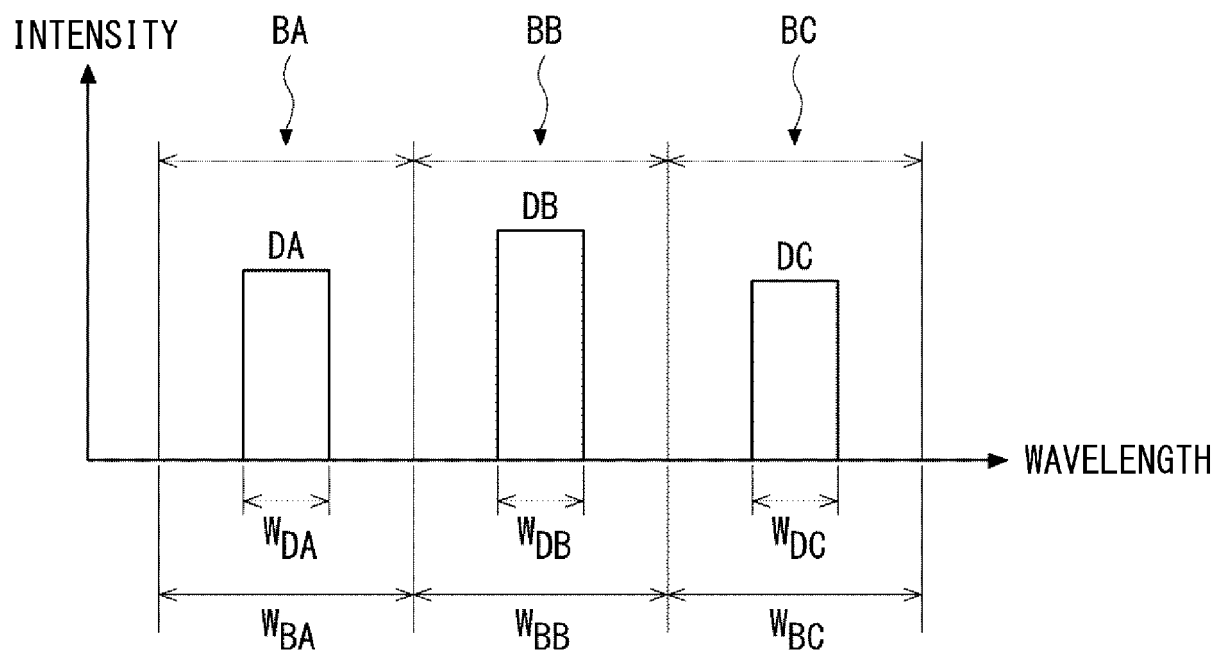 INTENSITY BA BB BC
DA DB DC
WAVELENGTH
W_DA W_DB W_DC
W_BA W_BB W_BC